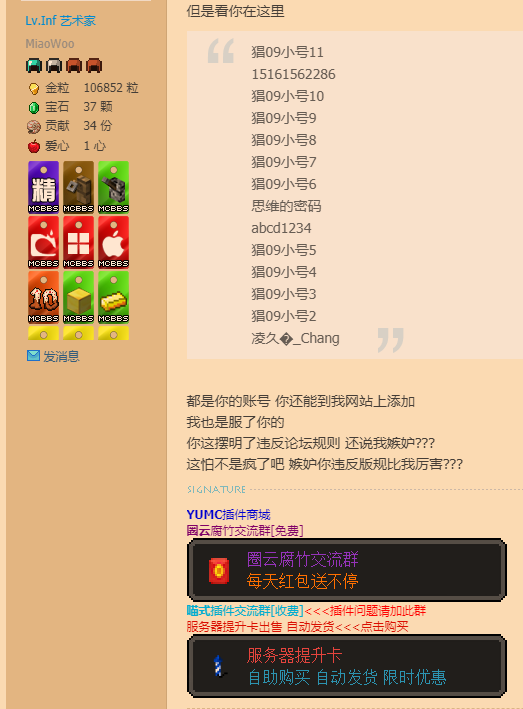 Lv.Inf 艺术家
MiaoWoo
金粒 106852 粒
宝石 37 颗
贡献 34 份
爱心 1 心
精
MCBBS
MCBBS
MCBBS
MCBBS
MCBBS
MCBBS
10
MCBBS
MCBBS
MCBBS
发消息
但是看你在这里
猖09小号11
15161562286
猖09小号10
猖09小号9
猖09小号8
猖09小号7
猖09小号6
思维的密码
abcd1234
猖09小号5
猖09小号4
猖09小号3
猖09小号2
凌久�_Chang
都是你的账号 你还能到我网站上添加
我也是服了你的
你这摆明了违反论坛规则 还说我嫉妒???
这怕不是疯了吧 嫉妒你违反版规比我厉害???
SIGNATURE
YUMC插件商城
圈云腐竹交流群[免费]
圈云腐竹交流群
每天红包送不停
喵式插件交流群[收费]<<<插件问题请加此群
服务器提升卡出售 自动发货<<<点击购买
服务器提升卡
自助购买 自动发货 限时优惠